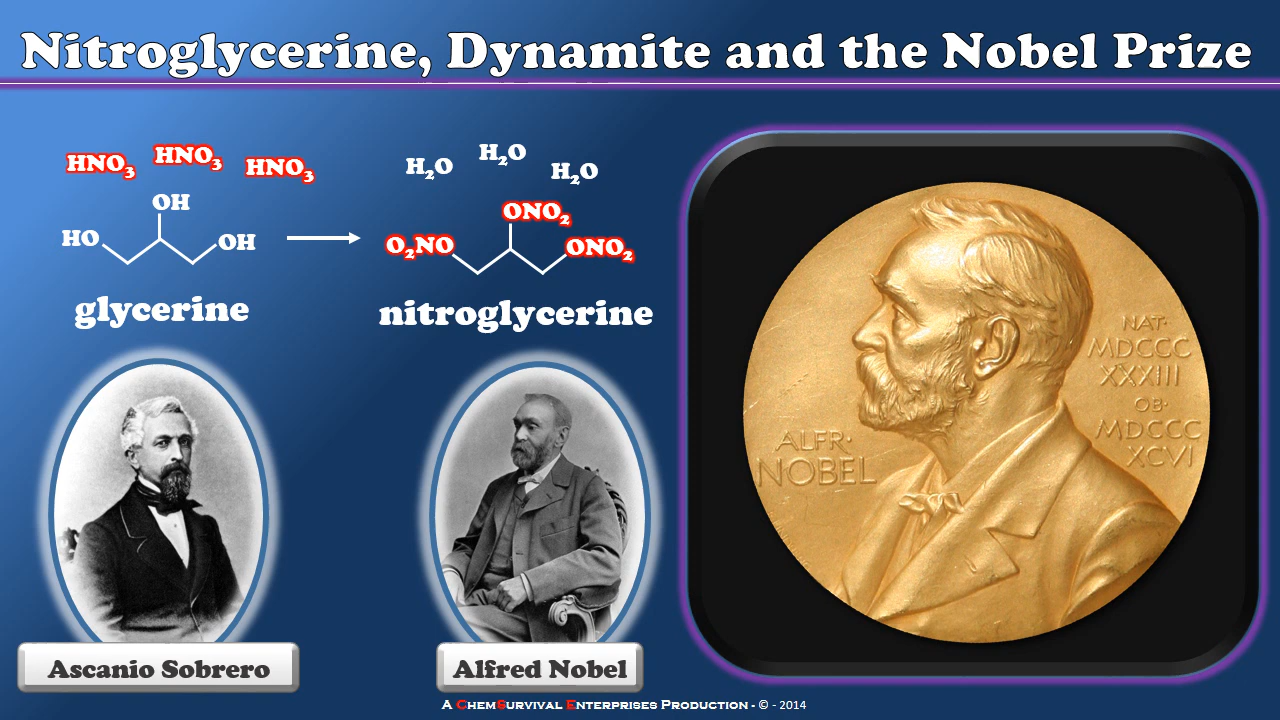 Nitroglycerine, Dynamite and the Nobel Prize
HNO3 HNO3 HNO3
OH
HO OH
glycerine
H2O H2O H2O
ONO2
O2NO ONO2
nitroglycerine
Ascanio Sobrero
Alfred Nobel
ALFR·
NOBEL
NAT·
MDCCC
XXXIII
OB·
MDCCC
XCVI
A ChemSurvival Enterprises Production - © - 2014